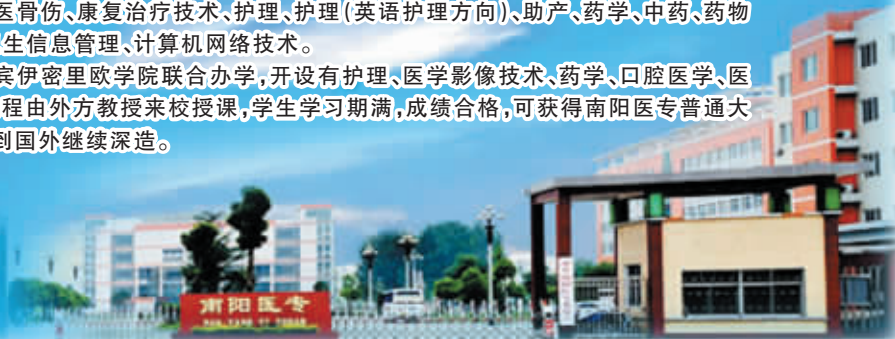 医骨伤、康复治疗技术、护理、护理(英语护理方向)、助产、药学、中药、药物
生信息管理、计算机网络技术。
宾伊密里欧学院联合办学,开设有护理、医学影像技术、药学、口腔医学、医
程由外方教授来校授课,学生学习期满,成绩合格,可获得南阳医专普通大
到国外继续深造。
南阳医专